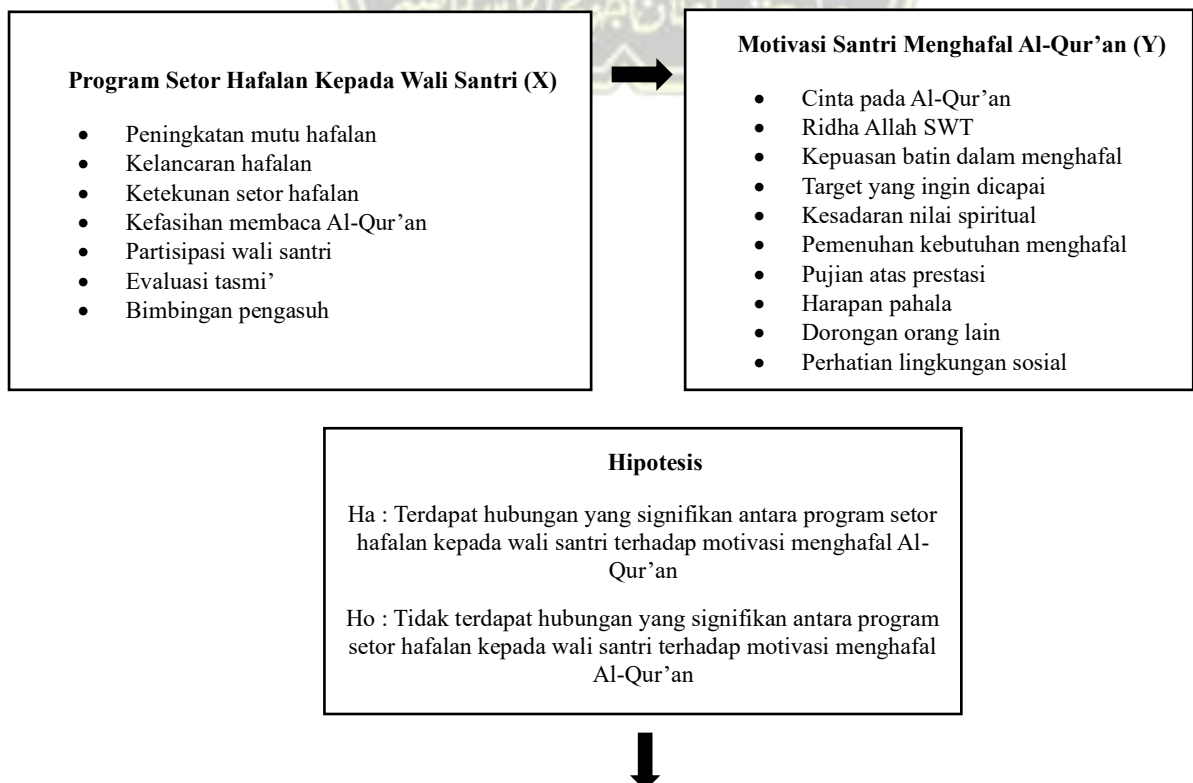 Program Setor Hafalan Kepada Wali Santri (X)
• Peningkatan mutu hafalan
• Kelancaran hafalan
• Ketekunan setor hafalan
• Kefasihan membaca Al-Qur’an
• Partisipasi wali santri
• Evaluasi tasmi’
• Bimbingan pengasuh
Motivasi Santri Menghafal Al-Qur’an (Y)
• Cinta pada Al-Qur’an
• Ridha Allah SWT
• Kepuasan batin dalam menghafal
• Target yang ingin dicapai
• Kesadaran nilai spiritual
• Pemenuhan kebutuhan menghafal
• Pujian atas prestasi
• Harapan pahala
• Dorongan orang lain
• Perhatian lingkungan sosial
Hipotesis
Ha : Terdapat hubungan yang signifikan antara program setor
hafalan kepada wali santri terhadap motivasi menghafal Al-
Qur’an
Ho : Tidak terdapat hubungan yang signifikan antara program
setor hafalan kepada wali santri terhadap motivasi menghafal
Al-Qur’an